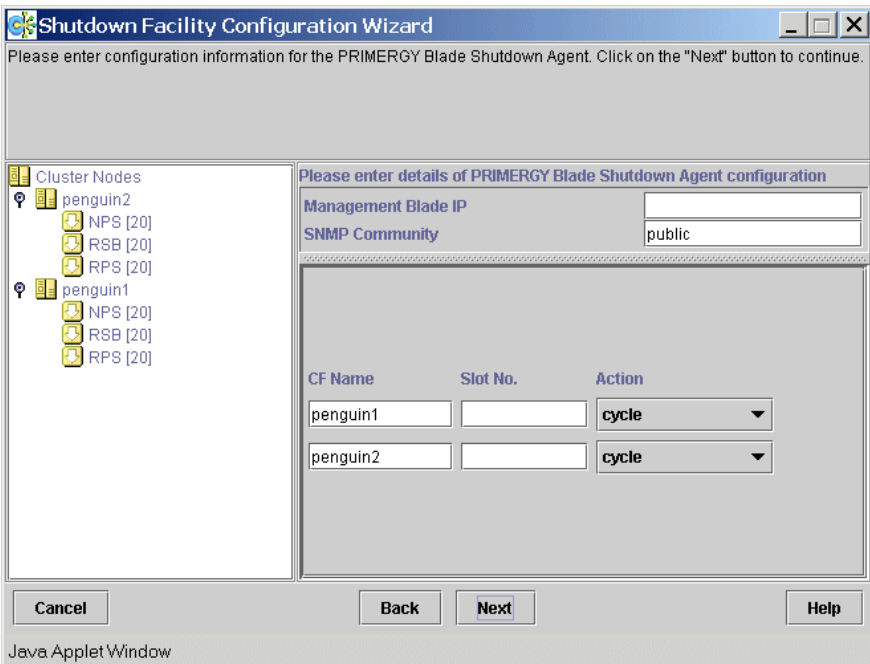 Shutdown Facility Configuration Wizard
Please enter configuration information for the PRIMERGY Blade Shutdown Agent. Click on the "Next" button to continue.
Cluster Nodes
penguin2
NPS [20]
RSB [20]
RPS [20]
penguin1
NPS [20]
RSB [20]
RPS [20]
Please enter details of PRIMERGY Blade Shutdown Agent configuration
Management Blade IP
SNMP Community public
CF Name Slot No. Action
penguin1 cycle
penguin2 cycle
Cancel Back Next Help
Java Applet Window